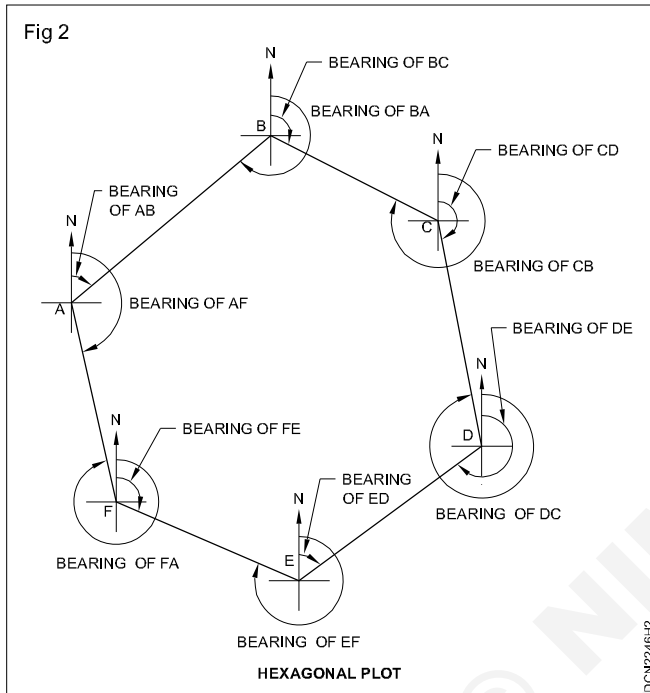 Fig 2
N
BEARING OF BC
BEARING OF BA
B
N
BEARING OF CD
C
BEARING OF CB
BEARING
OF AB
N
A
BEARING OF AF
BEARING OF DE
N
D
BEARING OF DC
N
BEARING OF FE
F
BEARING OF FA
BEARING
OF ED
N
E
BEARING OF EF
HEXAGONAL PLOT
DCN2246H2
© NI